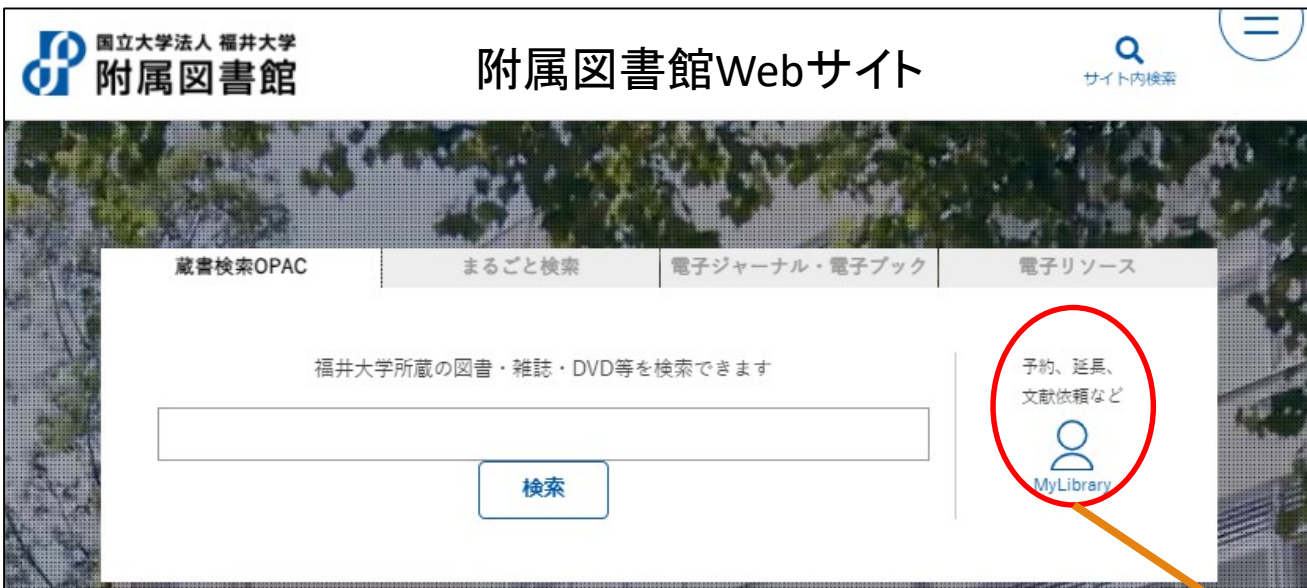 国立大学法人 福井大学
附属図書館
附属図書館Webサイト
サイト内検索
蔵書検索OPAC
まるごと検索
電子ジャーナル・電子ブック
電子リソース
福井大学所蔵の図書・雑誌・DVD等を検索できます
予約、延長、
文献依頼など
検索
MyLibrary